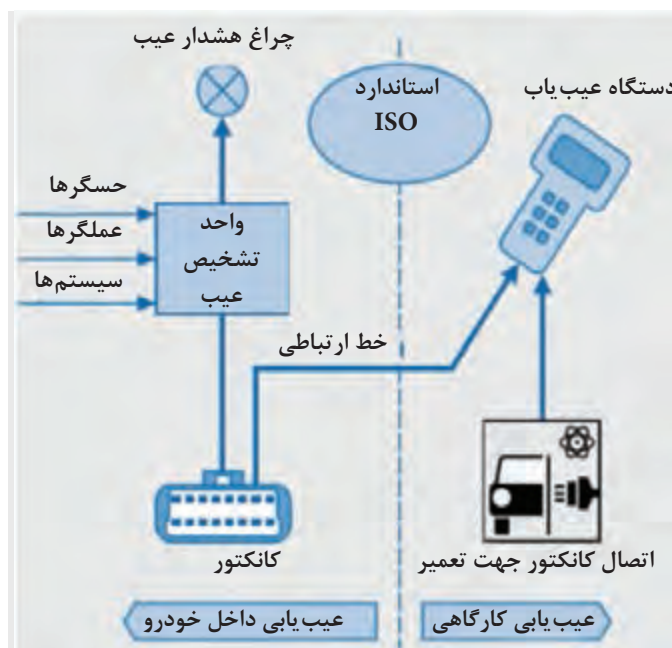 چراغ هشدار عیب
استاندارد
ISO
دستگاه عیب‌یاب
حسگرها
عملگرها
سیستم‌ها
واحد
تشخیص
عیب
خط ارتباطی
کانکتور
اتصال کانکتور جهت تعمیر
عیب‌یابی کارگاهی
عیب‌یابی داخل خودرو